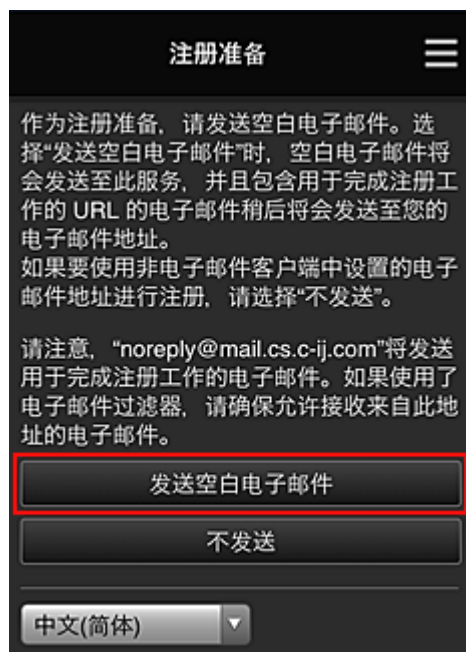 注册准备
作为注册准备，请发送空白电子邮件。选
择“发送空白电子邮件”时，空白电子邮件将
会发送至此服务，并且包含用于完成注册工
作的 URL 的电子邮件稍后将会发送至您的
电子邮件地址。
如果要使用非电子邮件客户端中设置的电子
邮件地址进行注册，请选择“不发送”。
请注意，“noreply@mail.cs.c-ij.com”将发送
用于完成注册工作的电子邮件。如果使用了
电子邮件过滤器，请确保允许接收来自此地
址的电子邮件。
发送空白电子邮件
不发送
中文(简体)